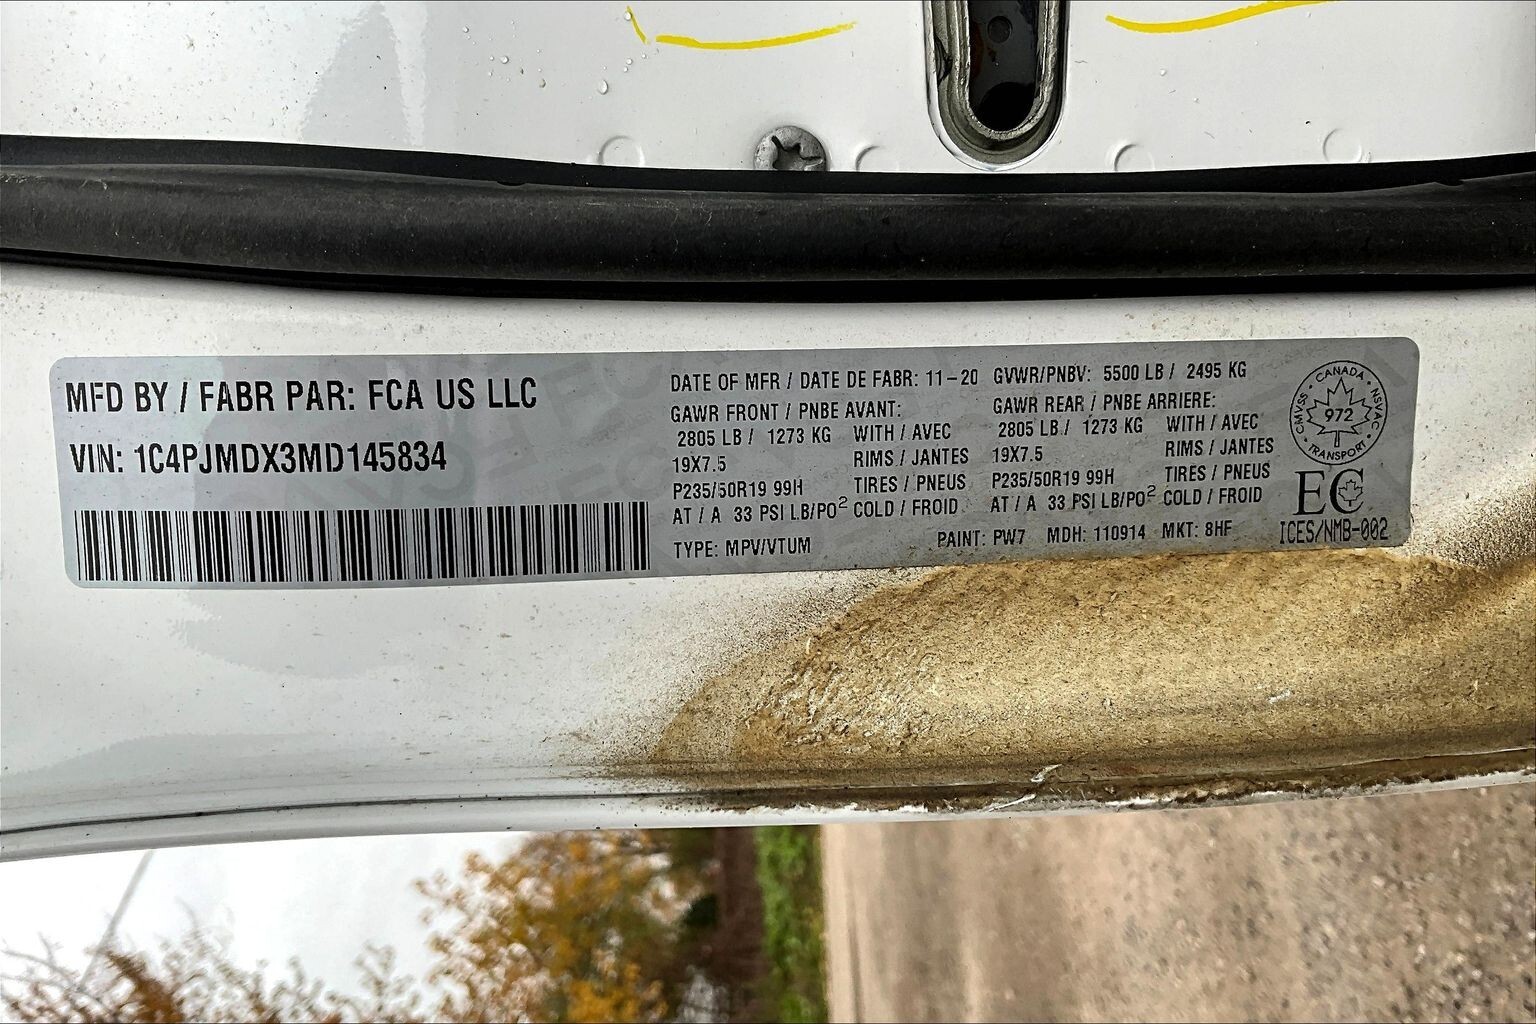 MFD BY / FABR PAR: FCA US LLC
VIN: 1C4PJMDX3MD145834
DATE OF MFR / DATE DE FABR: 11-20 GVWR/PNBV: 5500 LB / 2495 KG
GAWR FRONT / PNBE AVANT: GAWR REAR / PNBE ARRIERE:
2805 LB / 1273 KG WITH / AVEC 2805 LB / 1273 KG WITH / AVEC
19X7.5 RIMS / JANTES 19X7.5 RIMS / JANTES
P235/50R19 99H TIRES / PNEUS P235/50R19 99H TIRES / PNEUS
AT / A 33 PSI LB/PO² COLD / FROID AT / A 33 PSI LB/PO² COLD / FROID
TYPE: MPV/VTUM PAINT: PW7 MDH: 110914 MKT: 8HF
CANADA
CMVSS 972 NSVAC
TRANSPORT
EC
ICES/NMB-002